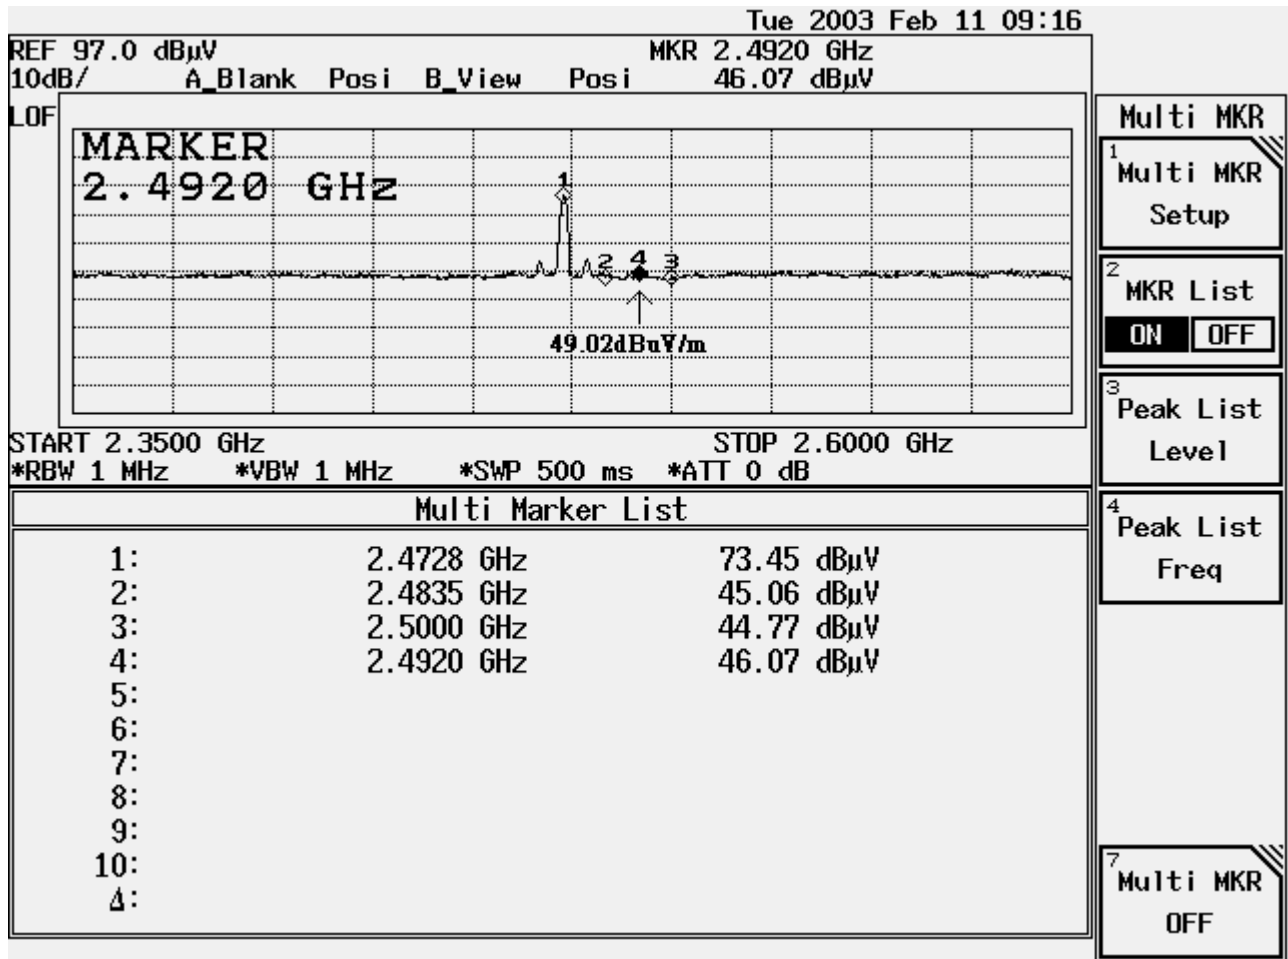 Tue 2003 Feb 11 09:16
REF 97.0 dBµV MKR 2.4920 GHz
10dB/ A_Blank Posi B_View Posi 46.07 dBµV
LOF
MARKER
2.4920 GHz
1
2 4 3
49.02dBuV/m
START 2.3500 GHz STOP 2.6000 GHz
*RBW 1 MHz *VBW 1 MHz *SWP 500 ms *ATT 0 dB
Multi Marker List
1: 2.4728 GHz 73.45 dBµV
2: 2.4835 GHz 45.06 dBµV
3: 2.5000 GHz 44.77 dBµV
4: 2.4920 GHz 46.07 dBµV
5:
6:
7:
8:
9:
10:
Δ:
Multi MKR
1
Multi MKR
Setup
2
MKR List
ON OFF
3
Peak List
Level
4
Peak List
Freq
7
Multi MKR
OFF